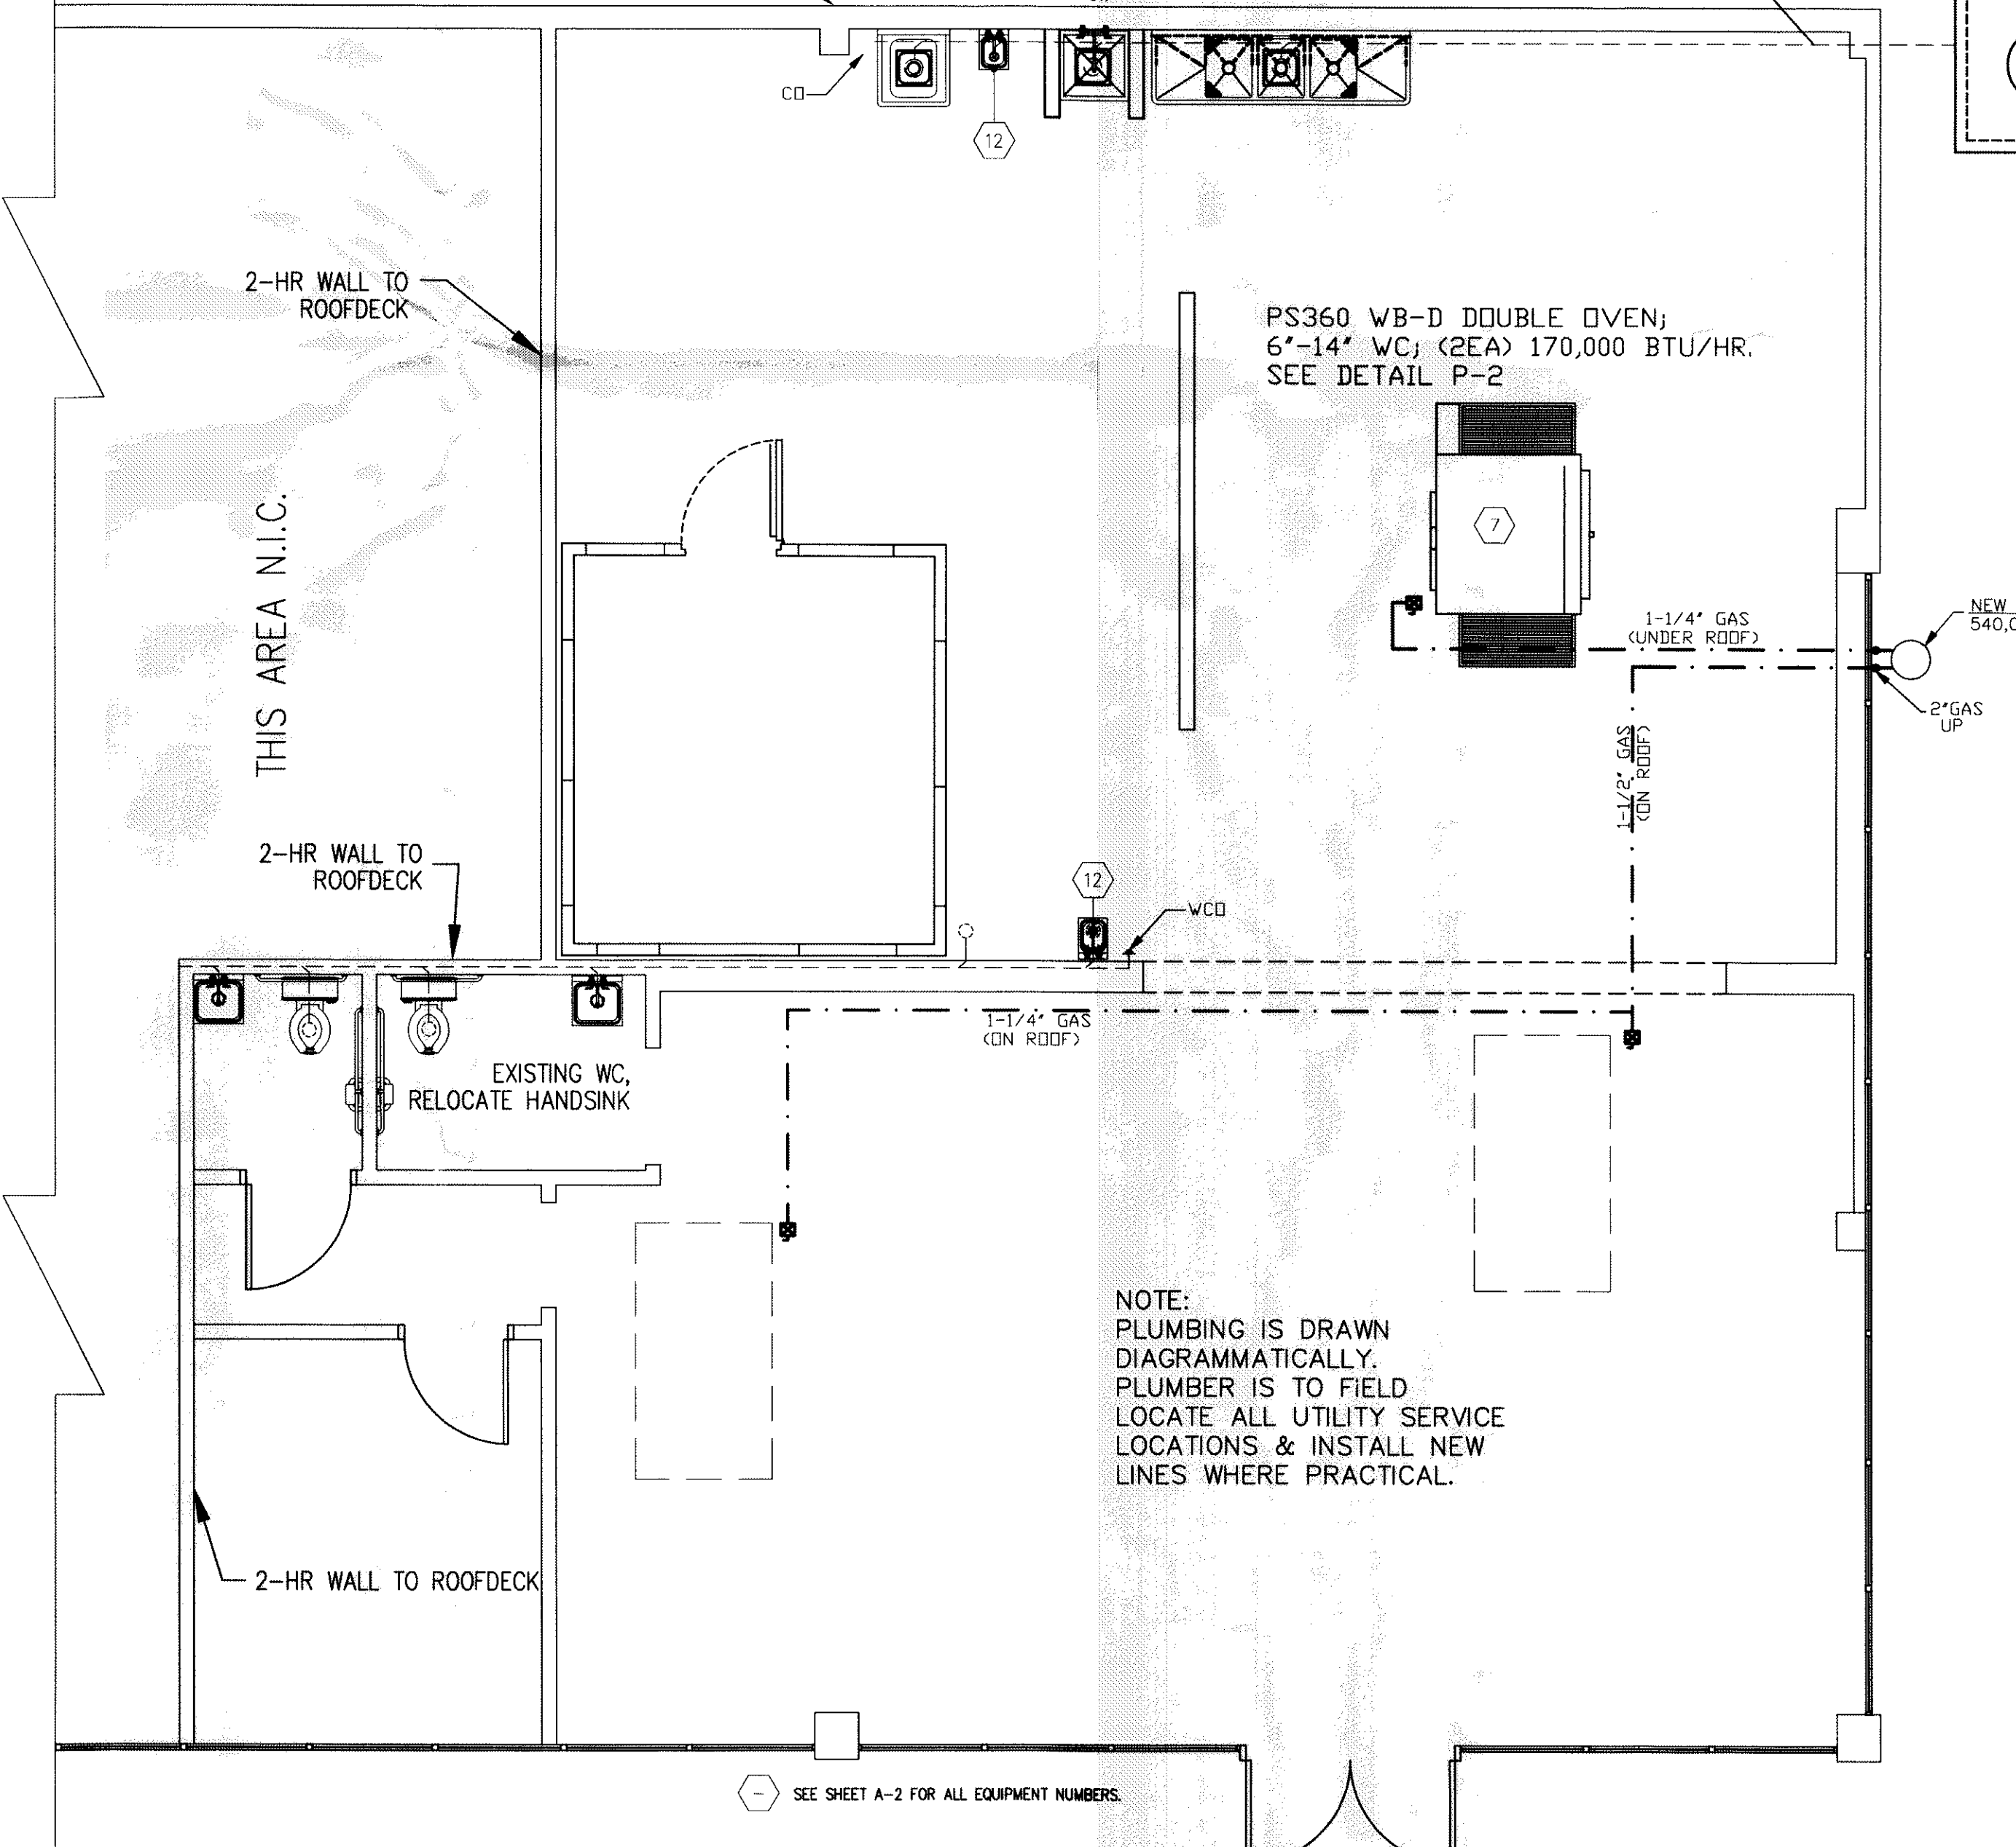 CO
12
2-HR WALL TO
ROOFDECK
PS360 WB-D DOUBLE OVEN;
6"-14" WC; (2EA) 170,000 BTU/HR.
SEE DETAIL P-2
7
THIS AREA N.I.C.
1-1/4" GAS
(UNDER ROOF)
NEW
540,0
2"GAS
UP
1-1/2" GAS
(ON ROOF)
2-HR WALL TO
ROOFDECK
12
WCO
1-1/4" GAS
(ON ROOF)
EXISTING WC,
RELOCATE HANDSINK
NOTE:
PLUMBING IS DRAWN
DIAGRAMMATICALLY.
PLUMBER IS TO FIELD
LOCATE ALL UTILITY SERVICE
LOCATIONS & INSTALL NEW
LINES WHERE PRACTICAL.
2-HR WALL TO ROOFDECK
- SEE SHEET A-2 FOR ALL EQUIPMENT NUMBERS.